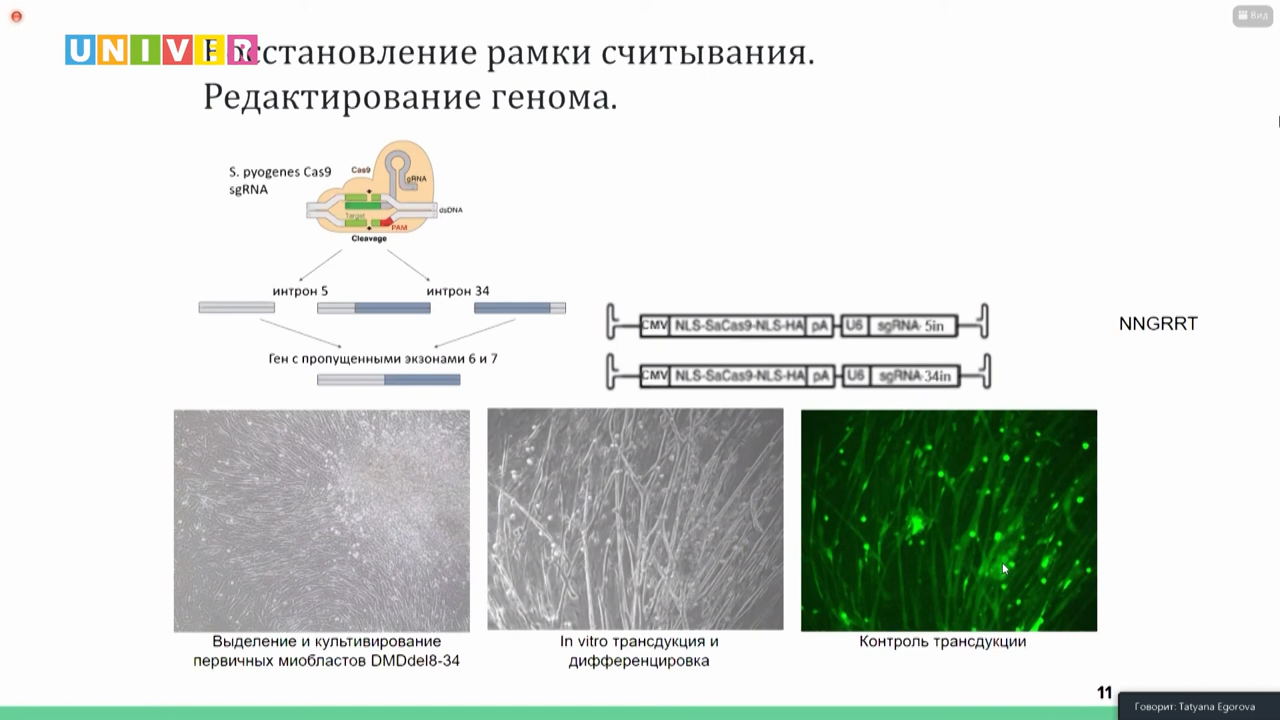 Вид
UNIVER
Восстановление рамки считывания.
Редактирование генома.
S. pyogenes Cas9
sgRNA
Cas9
gRNA
Target
dsDNA
PAM
Cleavage
интрон 5
интрон 34
Ген с пропущенными экзонами 6 и 7
CMV NLS-SaCas9-NLS-HA pA U6 sgRNA 5in
CMV NLS-SaCas9-NLS-HA pA U6 sgRNA 34in
NNGRRT
Выделение и культивирование
первичных миобластов DMDdel8-34
In vitro трансдукция и
дифференцировка
Контроль трансдукции
11
Говорит: Tatyana Egorova